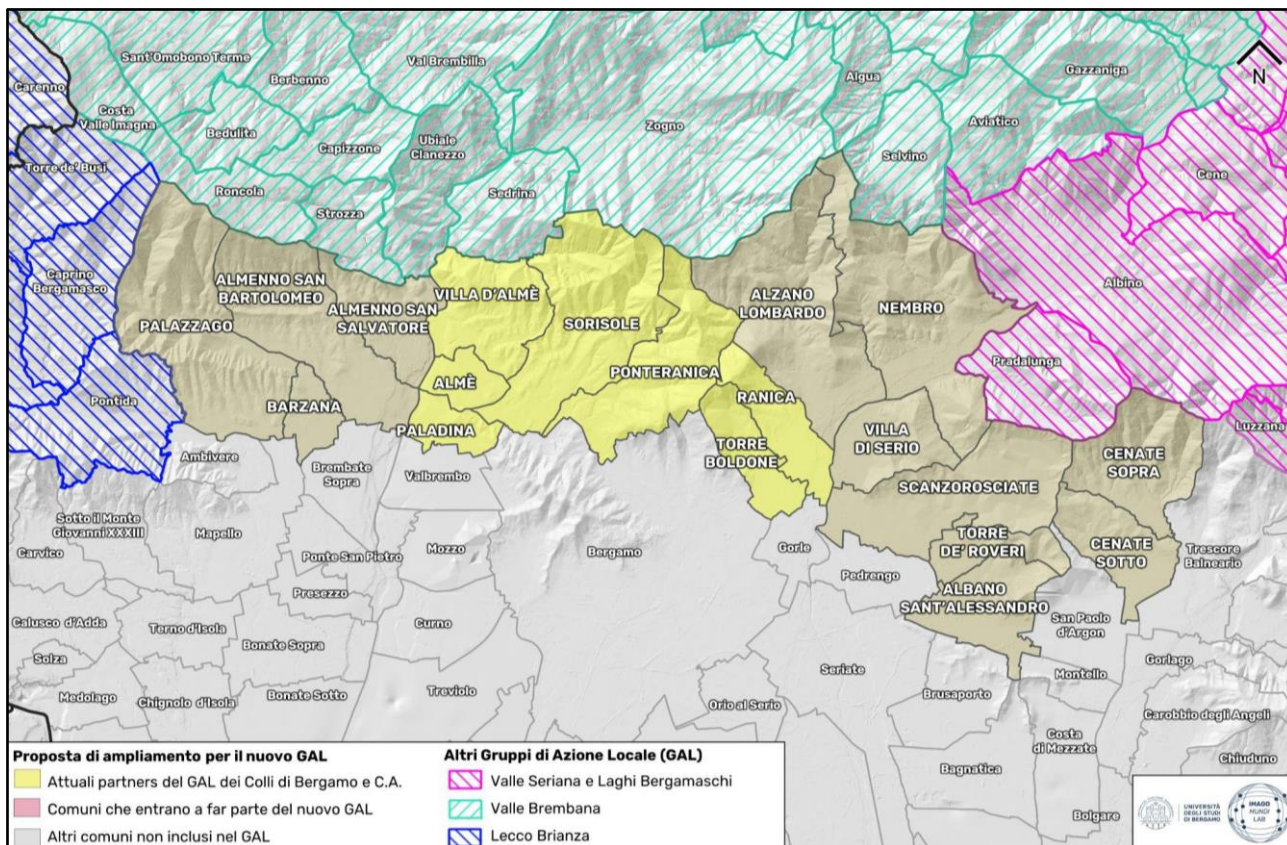 Sant'Omobono Terme
Val Brembilla
Berbenno
Algua
Gazzaniga
N
Carenno
Costa
Valle Imagna
Zogno
Aviatico
Bedulita
Ubiale
Clanezzo
Capizzone
Selvino
Torre de' Busi
Cene
Roncola
Sedrina
Strozza
Caprino
Bergamasco
ALMENNO SAN
BARTOLOMEO
VILLA D'ALMÈ
ALZANO
LOMBARDO
NEMBRO
Albino
ALMENNO SAN
SALVATORE
PALAZZAGO
SORISOLE
Pradalunga
ALMÈ
PONTERANICA
Pontida
BARZANA
RANICA
PALADINA
VILLA
DI SERIO
Luzzana
TORRE
BOLDONE
CENATE
SOPRA
Ambivere
Brembate
Sopra
Valbrembo
SCANZOROSCIATE
Sotto il Monte
Giovanni XXXIII
Mapello
TORRE
DE' ROVERI
CENATE
SOTTO
Carvico
Ponte San Pietro
Mozzo
Bergamo
Gorle
Trescore
Balneario
Pedrengo
Presezzo
ALBANO
SANT'ALESSANDRO
San Paolo
d'Argon
Calusco d'Adda
Terno d'Isola
Curno
Bonate Sopra
Solza
Seriate
Gorlago
Montello
Medolago
Chignolo d'Isola
Bonate Sotto
Treviolo
Orio al Serio
Brusaporto
Carobbio degli Angeli
Costa
di Mezzate
Chiuduno
Bagnatica
Bolgare
Proposta di ampliamento per il nuovo GAL
Attuali partners del GAL dei Colli di Bergamo e C.A.
Comuni che entrano a far parte del nuovo GAL
Altri comuni non inclusi nel GAL
Altri Gruppi di Azione Locale (GAL)
Valle Seriana e Laghi Bergamaschi
Valle Brembana
Lecco Brianza
UNIVERSITÀ
DEGLI STUDI
DI BERGAMO
IMAGO
MUNDI
LAB